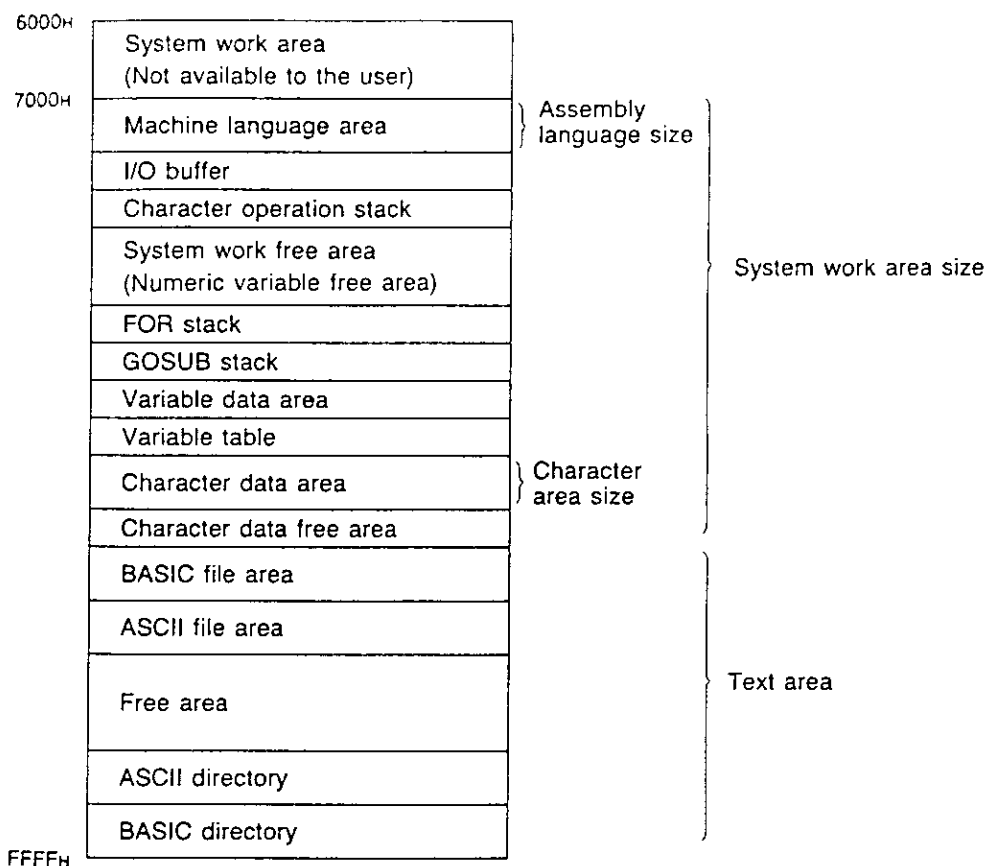 6000H
System work area
(Not available to the user)
7000H
Machine language area
Assembly
language size
I/O buffer
Character operation stack
System work free area
(Numeric variable free area)
System work area size
FOR stack
GOSUB stack
Variable data area
Variable table
Character data area
Character
area size
Character data free area
BASIC file area
ASCII file area
Free area
Text area
ASCII directory
BASIC directory
FFFFH